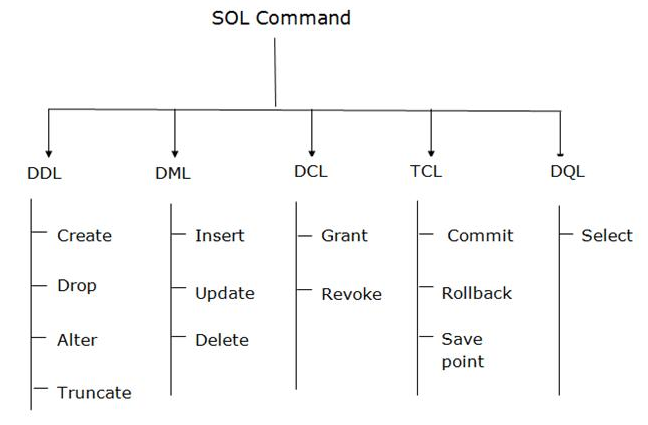 SOL Command
DDL
DML
DCL
TCL
DQL
Create
Drop
Alter
Truncate
Insert
Update
Delete
Grant
Revoke
Commit
Rollback
Save
point
Select